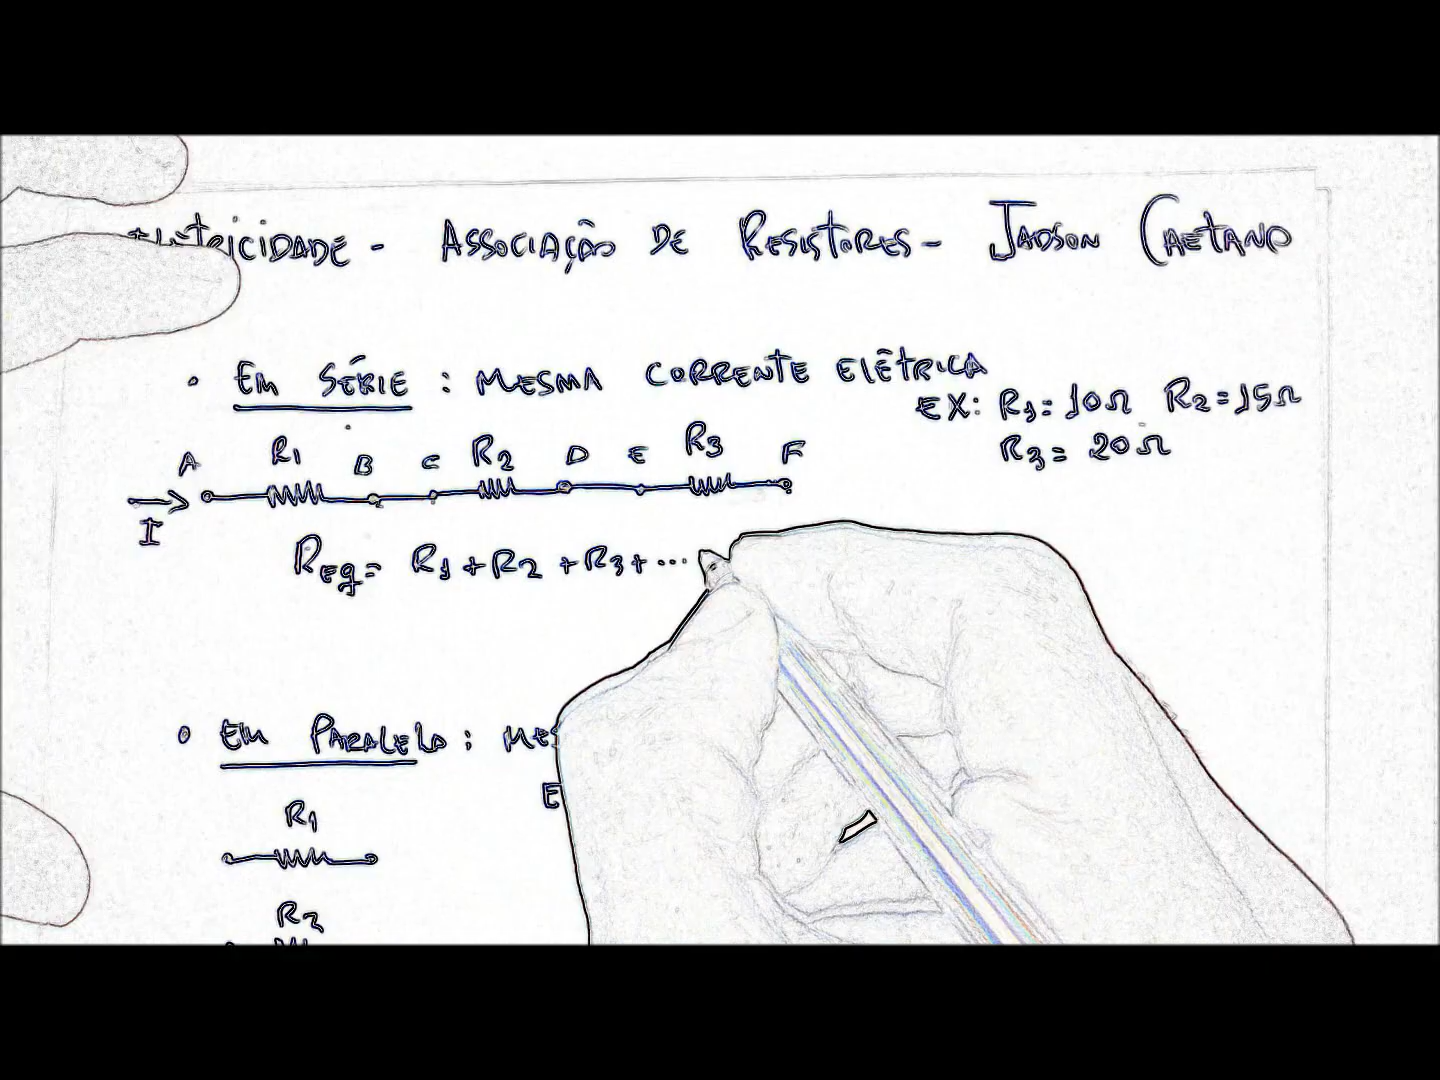 ELETRICIDADE - ASSOCIAÇÃO DE RESISTORES - JADSON CAETANO
• EM SÉRIE : MESMA CORRENTE ELÉTRICA
EX: R1 = 10Ω R2 = 15Ω
R3 = 20Ω
A R1 B C R2 D E R3 F
I
REq = R1 + R2 + R3 + ...
• EM PARALELO :
R1
R2